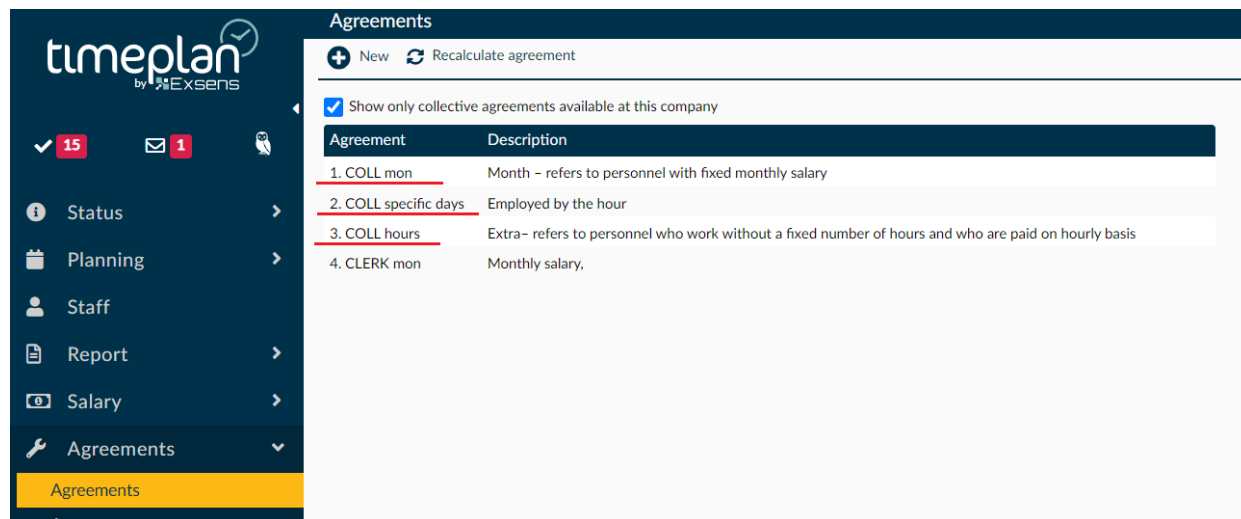 timeplan
by Exsens
15
1
Status
Planning
Staff
Report
Salary
Agreements
Agreements
Agreements
New
Recalculate agreement
Show only collective agreements available at this company
Agreement Description
1. COLL mon Month – refers to personnel with fixed monthly salary
2. COLL specific days Employed by the hour
3. COLL hours Extra– refers to personnel who work without a fixed number of hours and who are paid on hourly basis
4. CLERK mon Monthly salary,